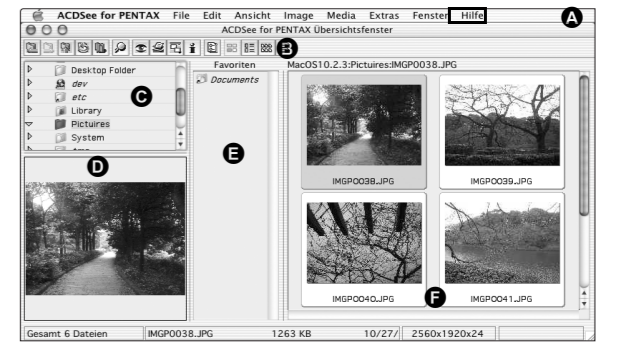 ACDSee for PENTAX File Edit Ansicht Image Media Extras Fenster Hilfe A
ACDSee for PENTAX Übersichtsfenster
B
Favoriten MacOS10.2.3:Pictuires:IMGP0038.JPG
Desktop Folder
dev
etc
Library
Pictuires
System
C
Documents
D
E
IMGP0038.JPG IMGP0039.JPG
IMGP0040.JPG F IMGP0041.JPG
Gesamt 6 Dateien IMGP0038.JPG 1263 KB 10/27/ 2560x1920x24